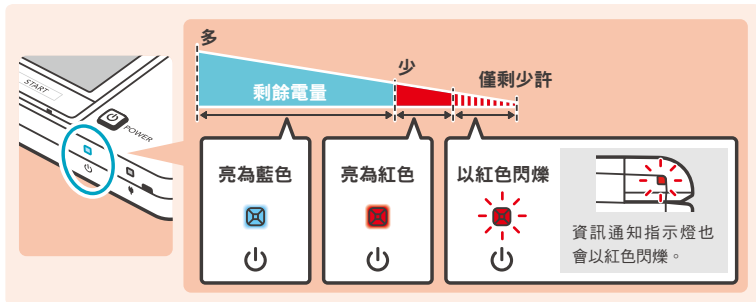 多
少
僅剩少許
剩餘電量
START
POWER
亮為藍色
亮為紅色
以紅色閃爍
資訊通知指示燈也
會以紅色閃爍。